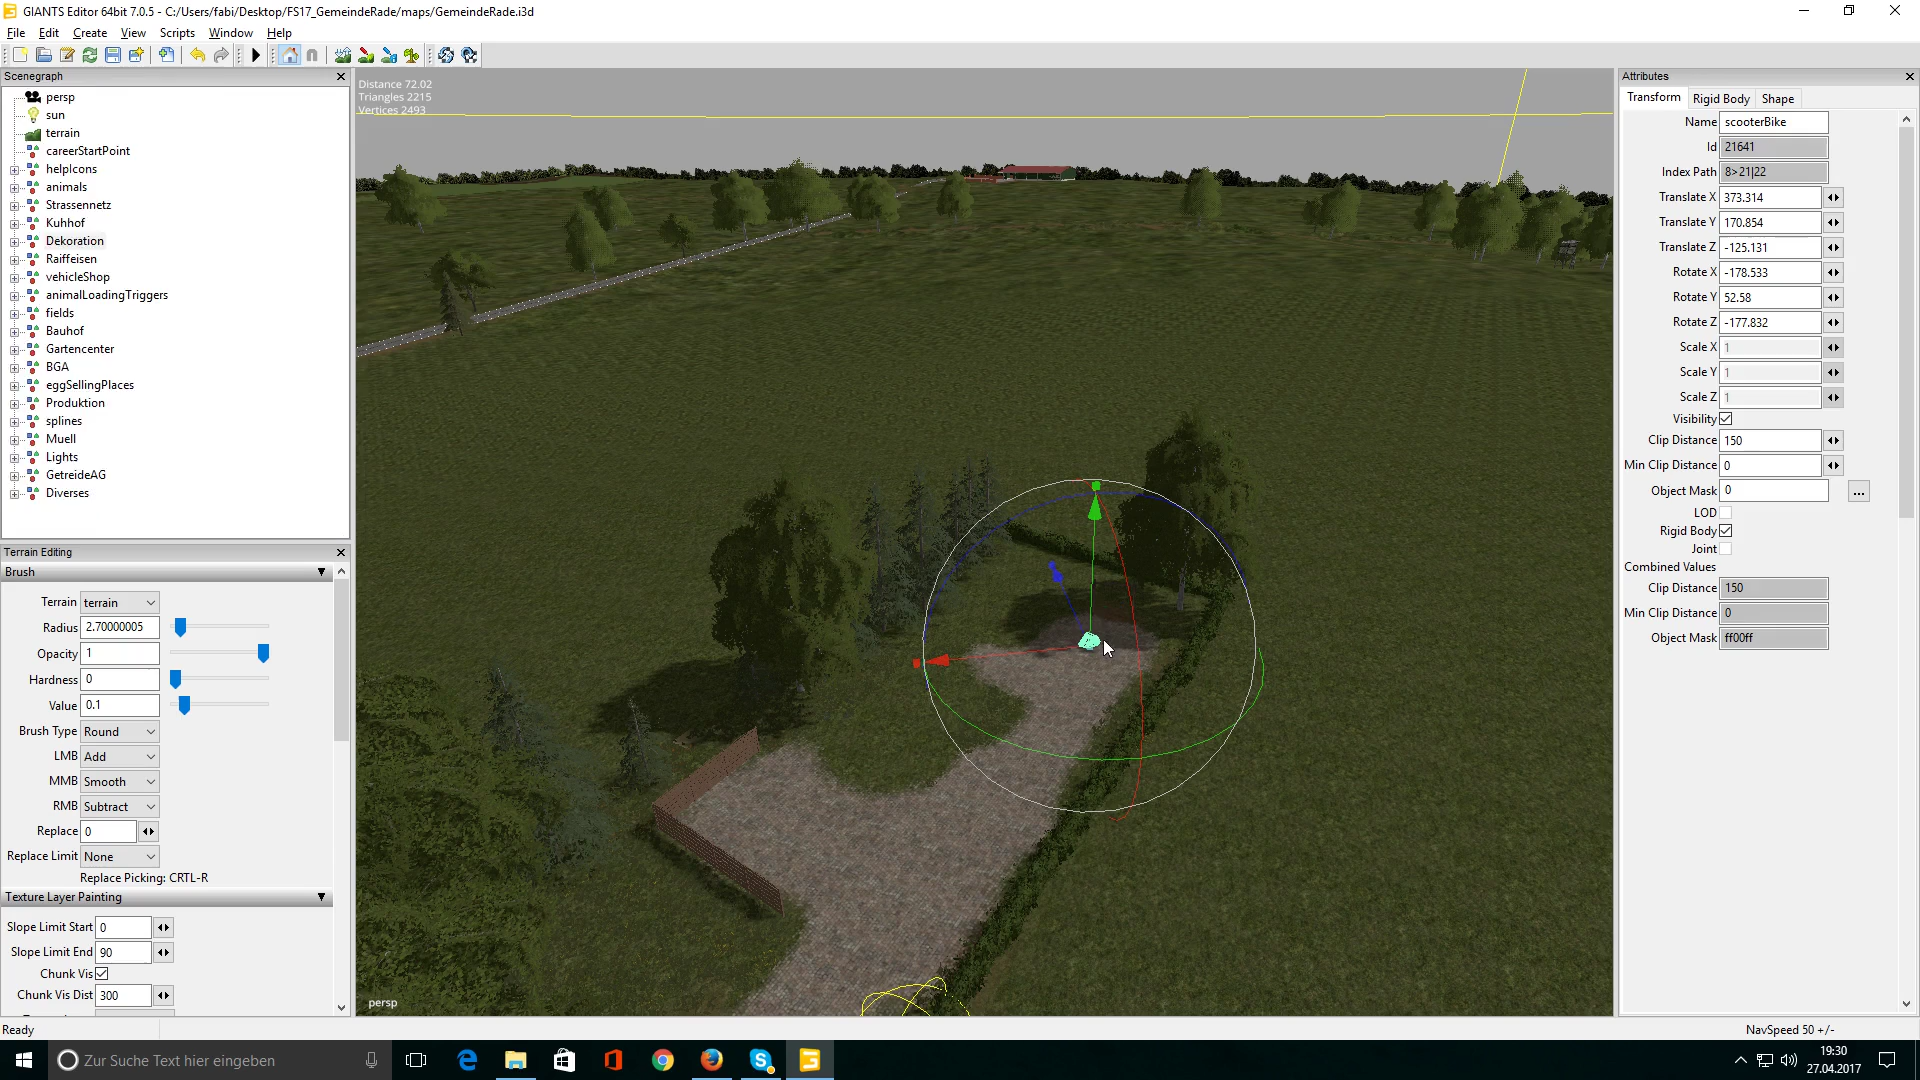 GIANTS Editor 64bit 7.0.5 - C:/Users/fabi/Desktop/FS17_GemeindeRade/maps/GemeindeRade.i3d
File Edit Create View Scripts Window Help
Scenegraph
persp
sun
terrain
careerStartPoint
helpIcons
animals
Strassennetz
Kuhhof
Dekoration
Raiffeisen
vehicleShop
animalLoadingTriggers
fields
Bauhof
Gartencenter
BGA
eggSellingPlaces
Produktion
splines
Muell
Lights
GetreideAG
Diverses
Terrain Editing
Brush
Terrain terrain
Radius 2.70000005
Opacity 1
Hardness 0
Value 0.1
Brush Type Round
LMB Add
MMB Smooth
RMB Subtract
Replace 0
Replace Limit None
Replace Picking: CRTL-R
Texture Layer Painting
Slope Limit Start 0
Slope Limit End 90
Chunk Vis
Chunk Vis Dist 300
Distance 72.02
Triangles 2215
Vertices 2493
persp
Attributes
Transform Rigid Body Shape
Name scooterBike
Id 21641
Index Path 8>21|22
Translate X 373.314
Translate Y 170.854
Translate Z -125.131
Rotate X -178.533
Rotate Y 52.58
Rotate Z -177.832
Scale X 1
Scale Y 1
Scale Z 1
Visibility
Clip Distance 150
Min Clip Distance 0
Object Mask 0 ...
LOD
Rigid Body
Joint
Combined Values
Clip Distance 150
Min Clip Distance 0
Object Mask ff00ff
Ready
NavSpeed 50 +/-
Zur Suche Text hier eingeben
19:30
27.04.2017